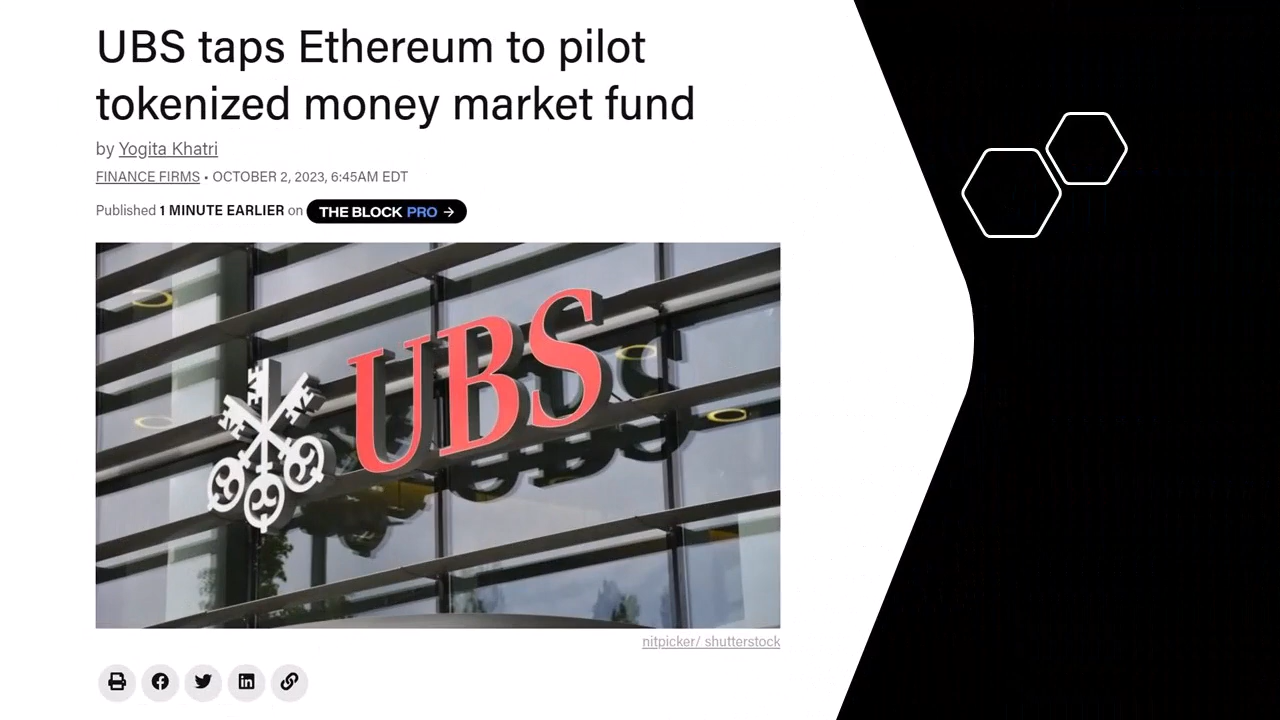 UBS taps Ethereum to pilot
tokenized money market fund
by Yogita Khatri
FINANCE FIRMS • OCTOBER 2, 2023, 6:45AM EDT
Published 1 MINUTE EARLIER on THE BLOCK PRO →
UBS
nitpicker/ shutterstock